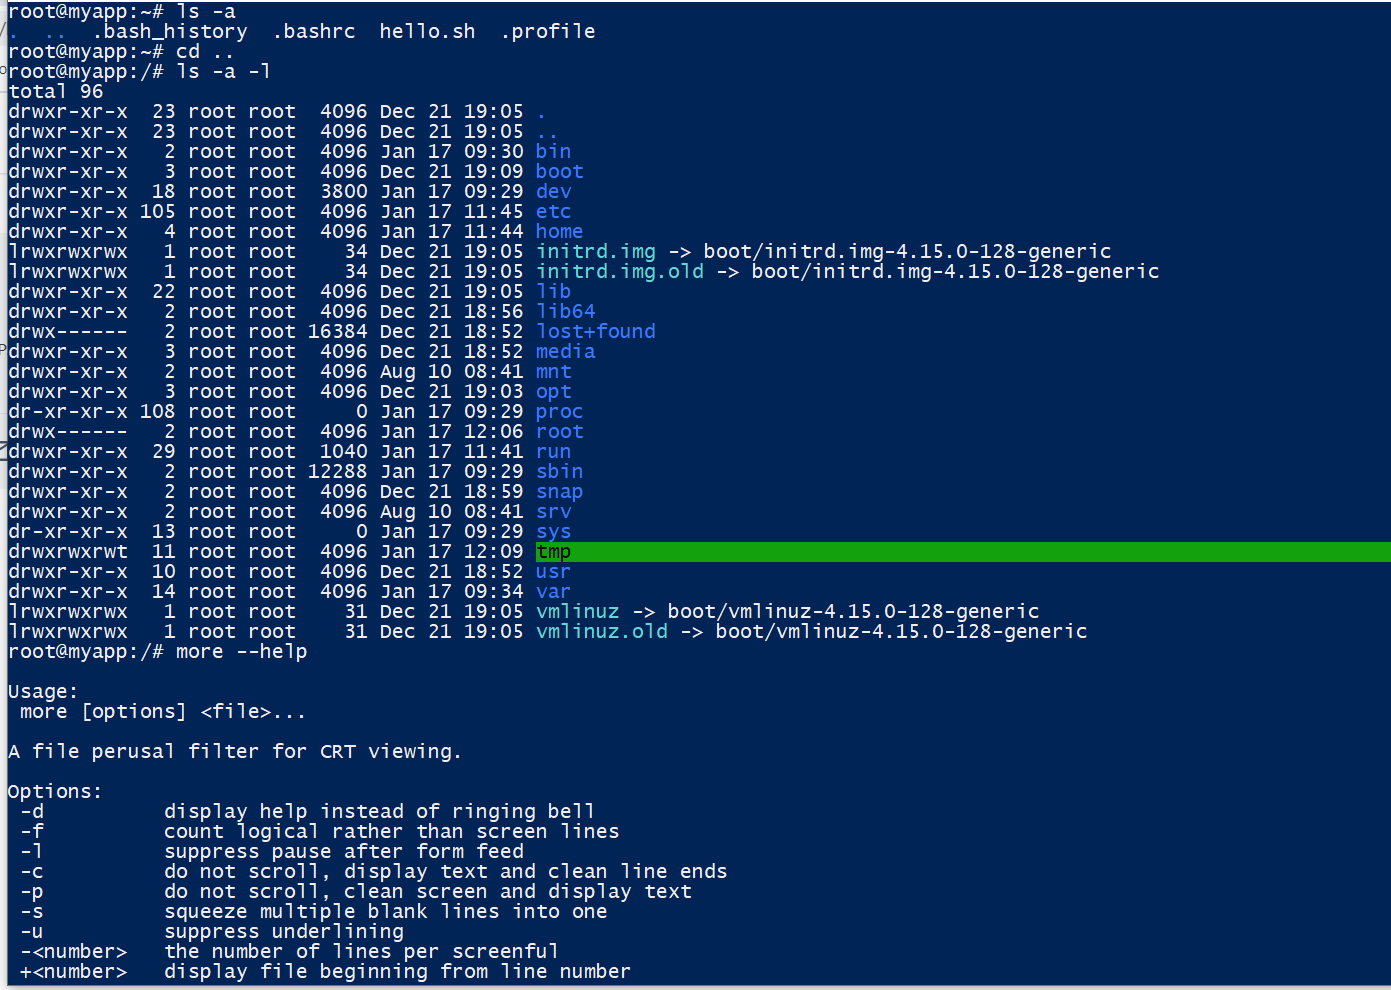 root@myapp:~# ls -a
.  ..  .bash_history  .bashrc  hello.sh  .profile
root@myapp:~# cd ..
root@myapp:/# ls -a -l
total 96
drwxr-xr-x  23 root root  4096 Dec 21 19:05 .
drwxr-xr-x  23 root root  4096 Dec 21 19:05 ..
drwxr-xr-x   2 root root  4096 Jan 17 09:30 bin
drwxr-xr-x   3 root root  4096 Dec 21 19:09 boot
drwxr-xr-x  18 root root  3800 Jan 17 09:29 dev
drwxr-xr-x 105 root root  4096 Jan 17 11:45 etc
drwxr-xr-x   4 root root  4096 Jan 17 11:44 home
lrwxrwxrwx   1 root root    34 Dec 21 19:05 initrd.img -> boot/initrd.img-4.15.0-128-generic
lrwxrwxrwx   1 root root    34 Dec 21 19:05 initrd.img.old -> boot/initrd.img-4.15.0-128-generic
drwxr-xr-x  22 root root  4096 Dec 21 19:05 lib
drwxr-xr-x   2 root root  4096 Dec 21 18:56 lib64
drwx------   2 root root 16384 Dec 21 18:52 lost+found
drwxr-xr-x   3 root root  4096 Dec 21 18:52 media
drwxr-xr-x   2 root root  4096 Aug 10 08:41 mnt
drwxr-xr-x   3 root root  4096 Dec 21 19:03 opt
dr-xr-xr-x 108 root root     0 Jan 17 09:29 proc
drwx------   2 root root  4096 Jan 17 12:06 root
drwxr-xr-x  29 root root  1040 Jan 17 11:41 run
drwxr-xr-x   2 root root 12288 Jan 17 09:29 sbin
drwxr-xr-x   2 root root  4096 Dec 21 18:59 snap
drwxr-xr-x   2 root root  4096 Aug 10 08:41 srv
dr-xr-xr-x  13 root root     0 Jan 17 09:29 sys
drwxrwxrwt  11 root root  4096 Jan 17 12:09 tmp
drwxr-xr-x  10 root root  4096 Dec 21 18:52 usr
drwxr-xr-x  14 root root  4096 Jan 17 09:34 var
lrwxrwxrwx   1 root root    31 Dec 21 19:05 vmlinuz -> boot/vmlinuz-4.15.0-128-generic
lrwxrwxrwx   1 root root    31 Dec 21 19:05 vmlinuz.old -> boot/vmlinuz-4.15.0-128-generic
root@myapp:/# more --help
Usage:
 more [options] <file>...
A file perusal filter for CRT viewing.
Options:
 -d          display help instead of ringing bell
 -f          count logical rather than screen lines
 -l          suppress pause after form feed
 -c          do not scroll, display text and clean line ends
 -p          do not scroll, clean screen and display text
 -s          squeeze multiple blank lines into one
 -u          suppress underlining
 -<number>   the number of lines per screenful
 +<number>   display file beginning from line number